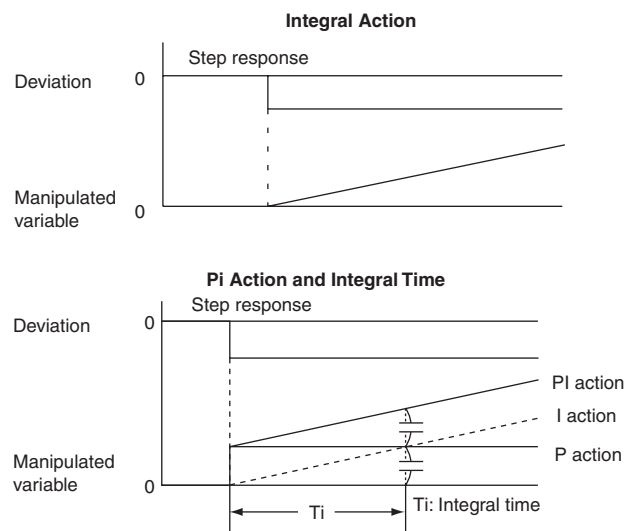 Integral Action
Step response
Deviation 0
Manipulated
variable 0
Pi Action and Integral Time
Step response
Deviation 0
PI action
I action
P action
Manipulated
variable 0
Ti
Ti: Integral time